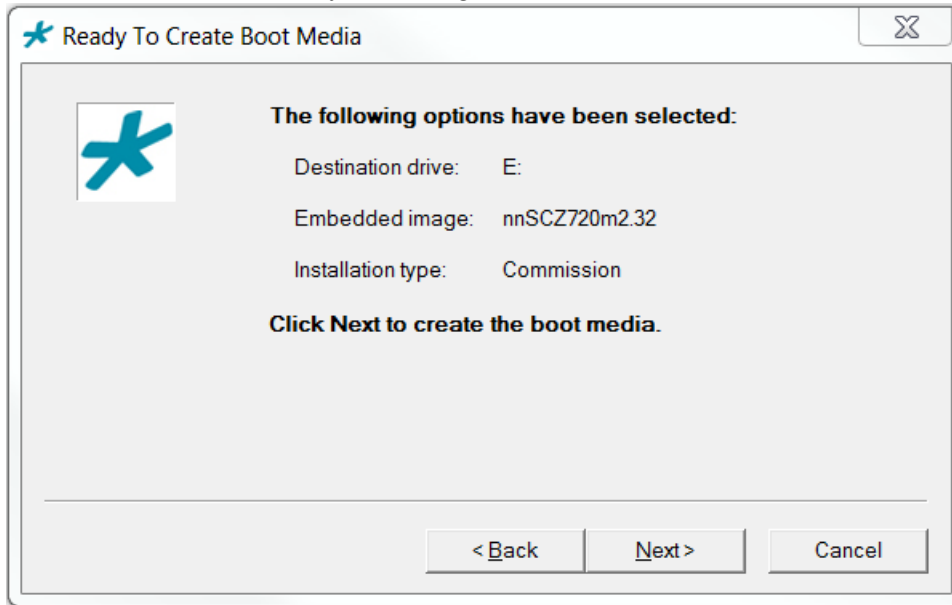 Ready To Create Boot Media
The following options have been selected:
Destination drive: E:
Embedded image: nnSCZ720m2.32
Installation type: Commission
Click Next to create the boot media.
< Back Next > Cancel